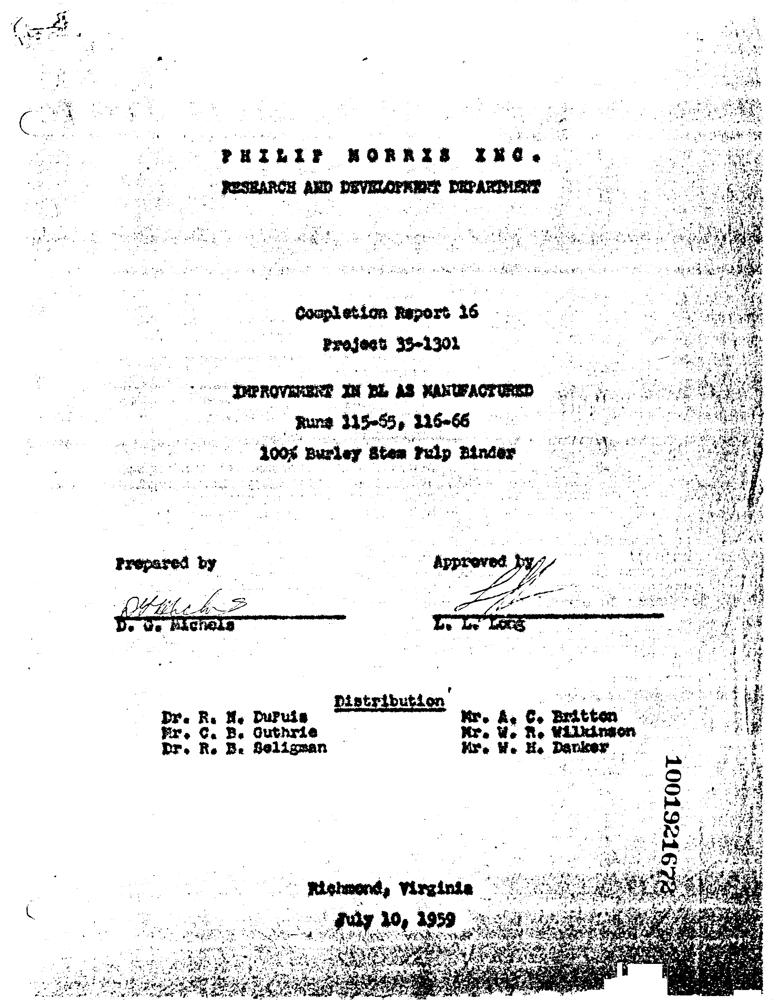 PHILIP MORRIS INC.
RESEARCH AND DEVELOPMENT DEPARTMENT
Completion Report 16
Project 35-1301
IMPROVEMENT IN BL AS MANUFACTURED
Runs 115-65, 116-66
100% Burley Stem Pulp Binder
Prepared by
Approved by
D. G. Michels
L. L. Long
Distribution
Dr. R. N. DuPuis
Mr. C. B. Guthrie
Dr. R. B. Seligman
Mr. A. C. Britton
Mr. W. R. Wilkinson
Mr. W. H. Danker
1001921678
Richmond, Virginia
July 10, 1959